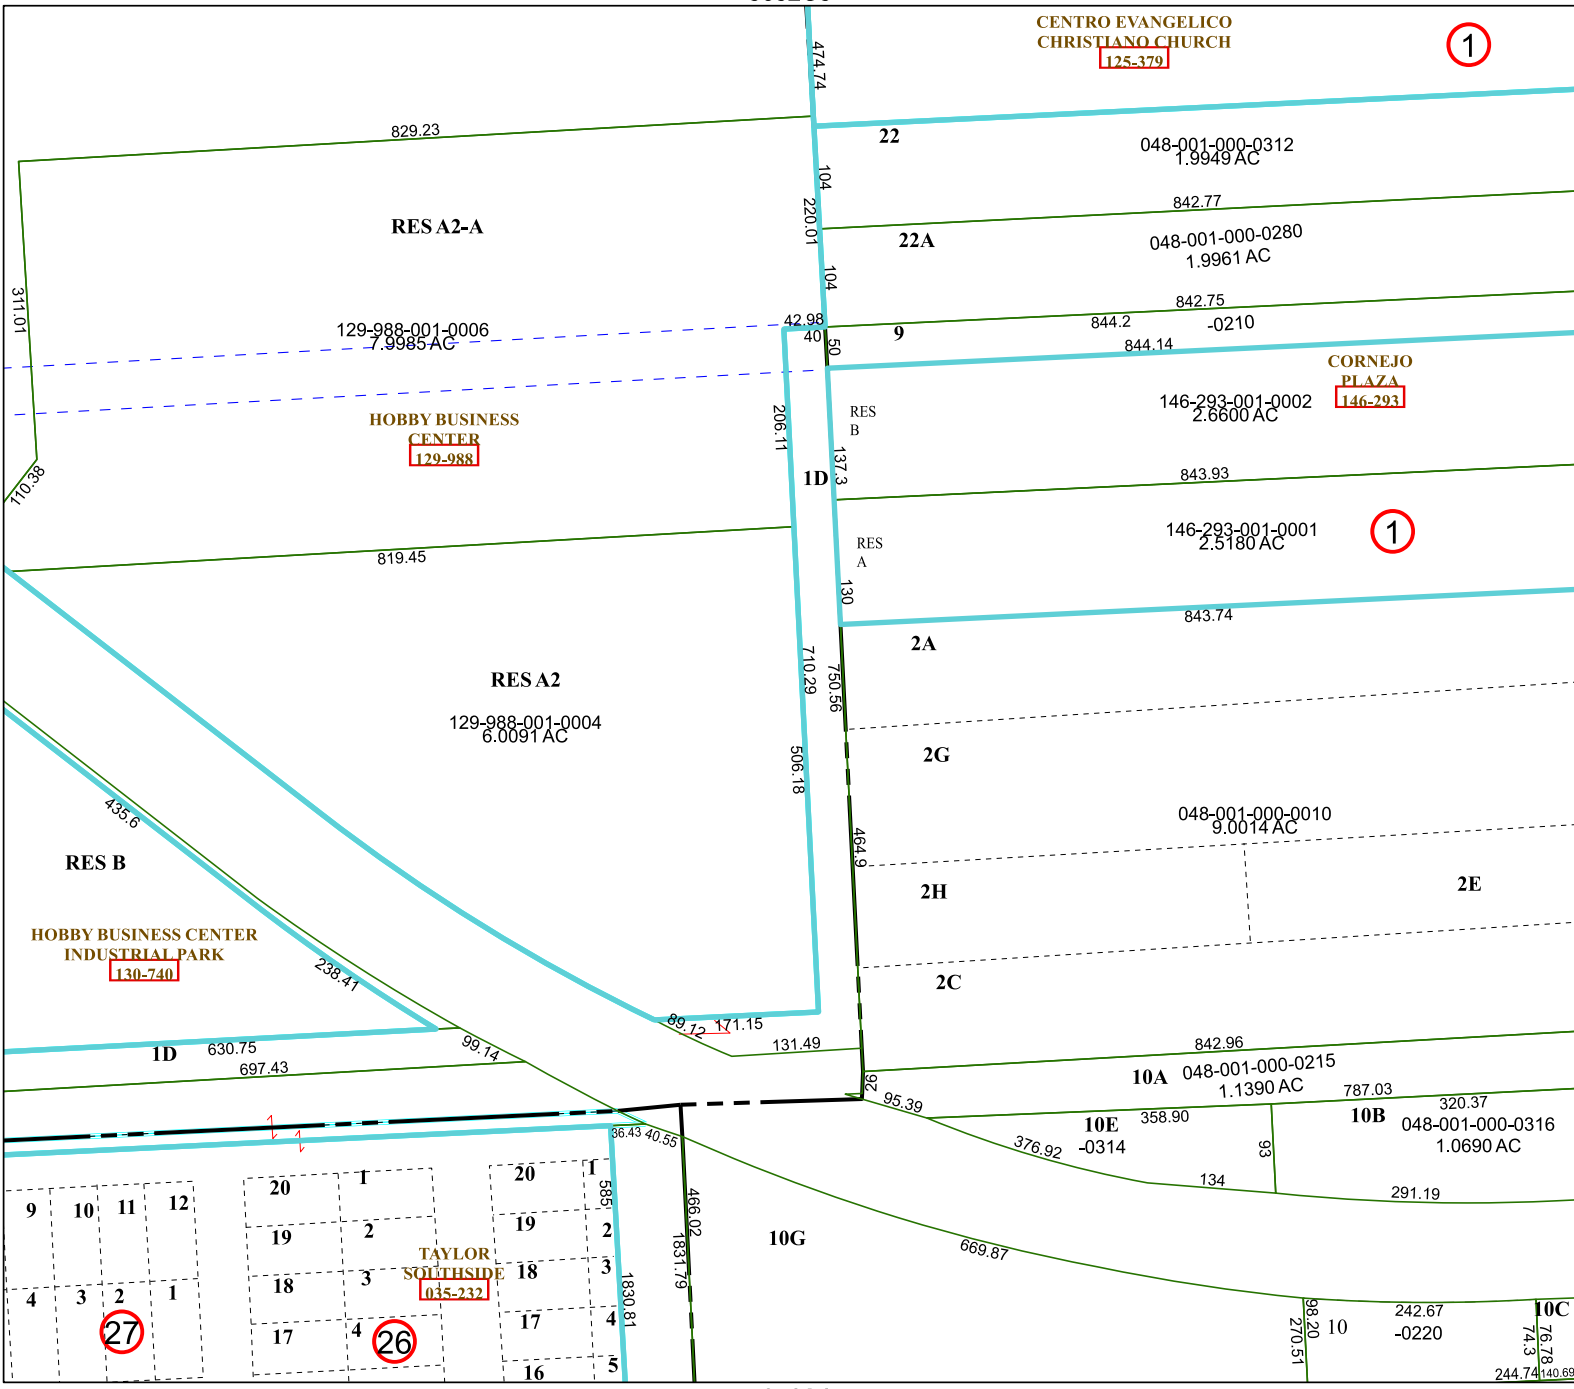 CENTRO EVANGELICO
CHRISTIANO CHURCH
125-379
1
474.74
829.23
22
048-001-000-0312
1.9949 AC
104
842.77
220.01
RES A2-A
22A
048-001-000-0280
1.9961 AC
104
311.01
842.75
42.98
844.2
-0210
129-988-001-0006
7.9985 AC
40
50
9
844.14
CORNEJO
PLAZA
146-293
146-293-001-0002
2.6600 AC
HOBBY BUSINESS
CENTER
129-988
206.11
RES
B
137.3
110.38
1D
843.93
146-293-001-0001
2.5180 AC
1
819.45
RES
A
130
843.74
2A
710.29
750.56
RES A2
129-988-001-0004
6.0091 AC
506.18
2G
435.6
048-001-000-0010
9.0014 AC
464.9
RES B
2H
2E
HOBBY BUSINESS CENTER
INDUSTRIAL PARK
130-740
238.41
2C
89.12
171.15
131.49
1D
630.75
99.14
697.43
842.96
10A
048-001-000-0215
1.1390 AC
26
95.39
787.03
320.37
358.90
10E
-0314
10B
048-001-000-0316
1.0690 AC
376.92
93
134
291.19
36.43
40.55
585
466.02
1831.79
1830.81
10G
669.87
9
10
11
12
20
1
20
1
19
2
19
2
TAYLOR
SOUTHSIDE
035-232
18
3
18
3
4
3
2
1
27
17
4
26
17
4
16
5
98.20
270.51
10
242.67
-0220
10C
74.3
76.78
244.74
140.69